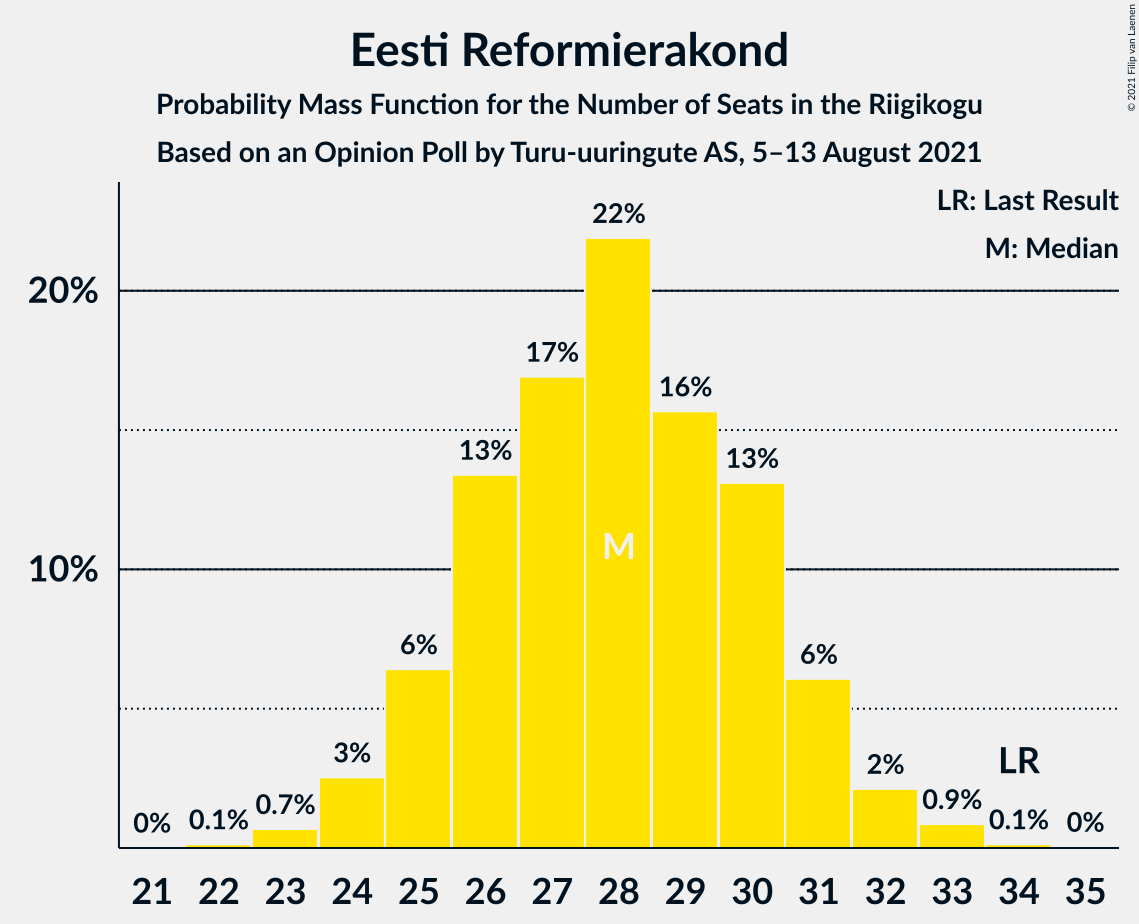 Eesti Reformierakond
Probability Mass Function for the Number of Seats in the Riigikogu
Based on an Opinion Poll by Turu-uuringute AS, 5–13 August 2021
© 2021 Filip van Laenen
LR: Last Result
M: Median
20%
10%
0%
0.1%
0.7%
3%
6%
13%
17%
22%
16%
13%
6%
2%
0.9%
0.1%
0%
M
LR
21 22 23 24 25 26 27 28 29 30 31 32 33 34 35